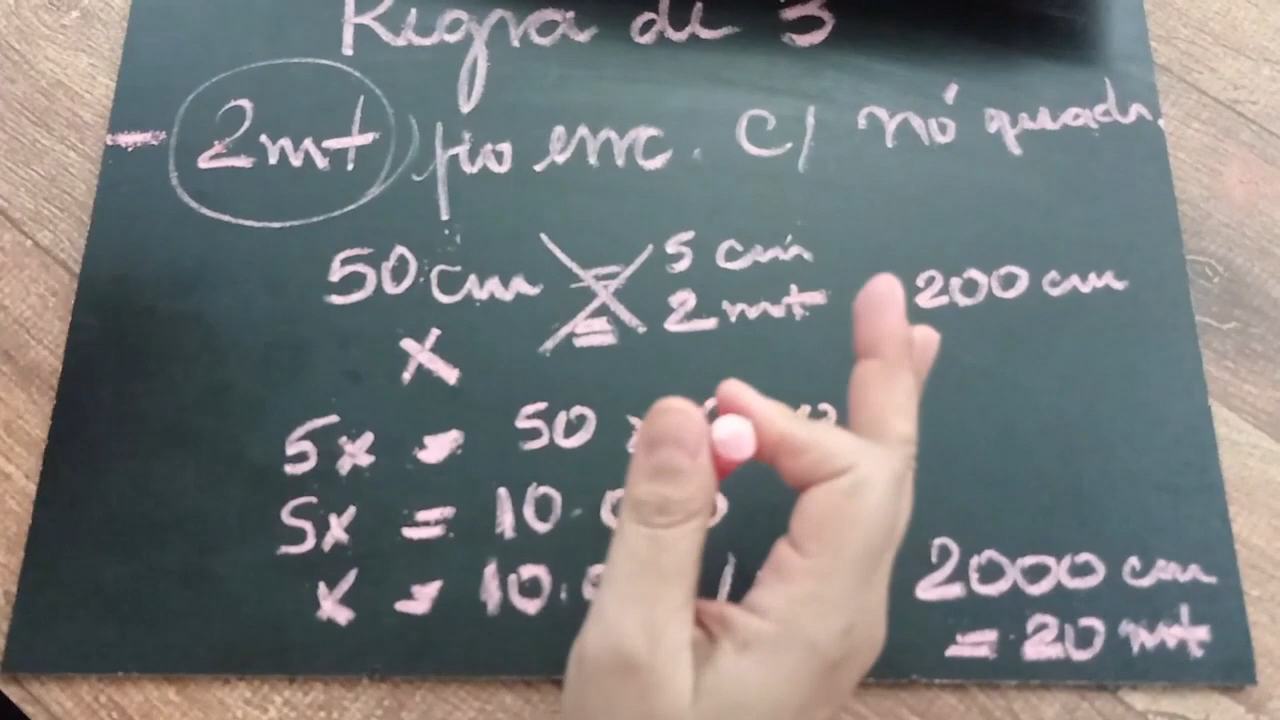 Regra de 3
- 2mt fio enc. c/ nó quadr.
50 cm = 5 cm
x = 2 mt 200 cm
5x = 50
5x = 10.
x = 10. /
2000 cm
= 20 mt